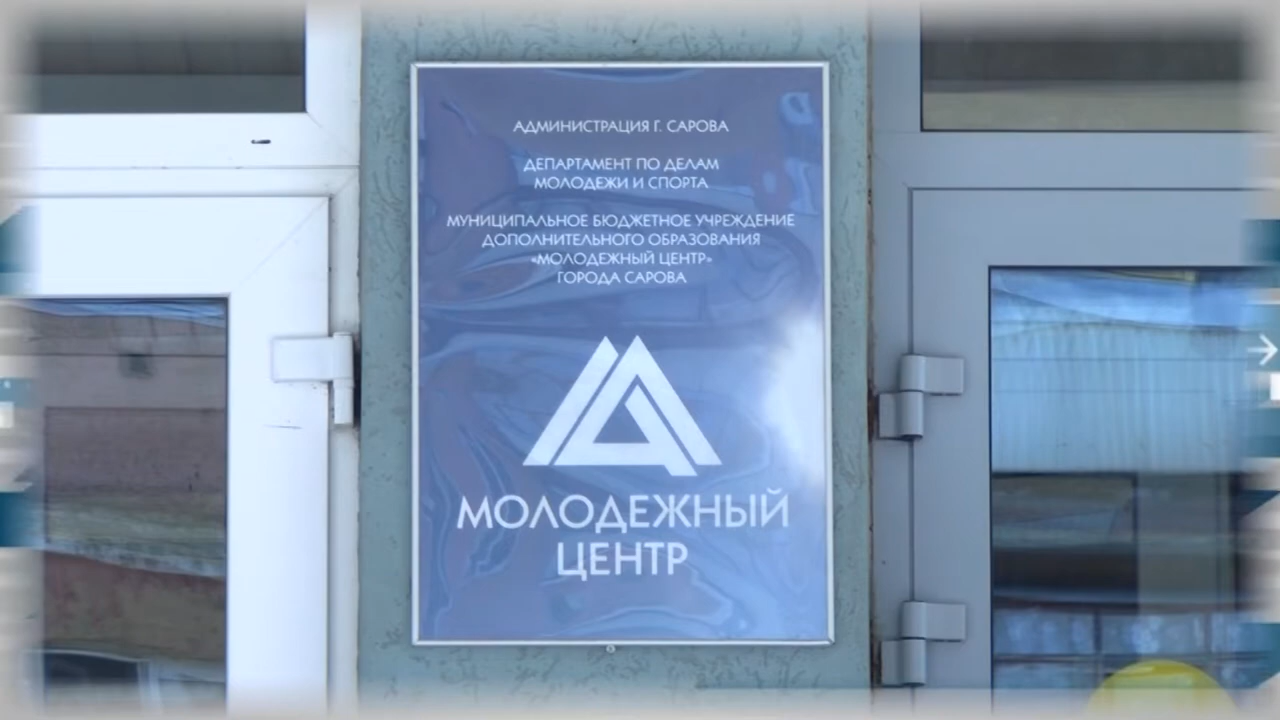 АДМИНИСТРАЦИЯ Г. САРОВА
ДЕПАРТАМЕНТ ПО ДЕЛАМ
МОЛОДЕЖИ И СПОРТА
МУНИЦИПАЛЬНОЕ БЮДЖЕТНОЕ УЧРЕЖДЕНИЕ
ДОПОЛНИТЕЛЬНОГО ОБРАЗОВАНИЯ
«МОЛОДЕЖНЫЙ ЦЕНТР»
ГОРОДА САРОВА
МОЛОДЕЖНЫЙ
ЦЕНТР